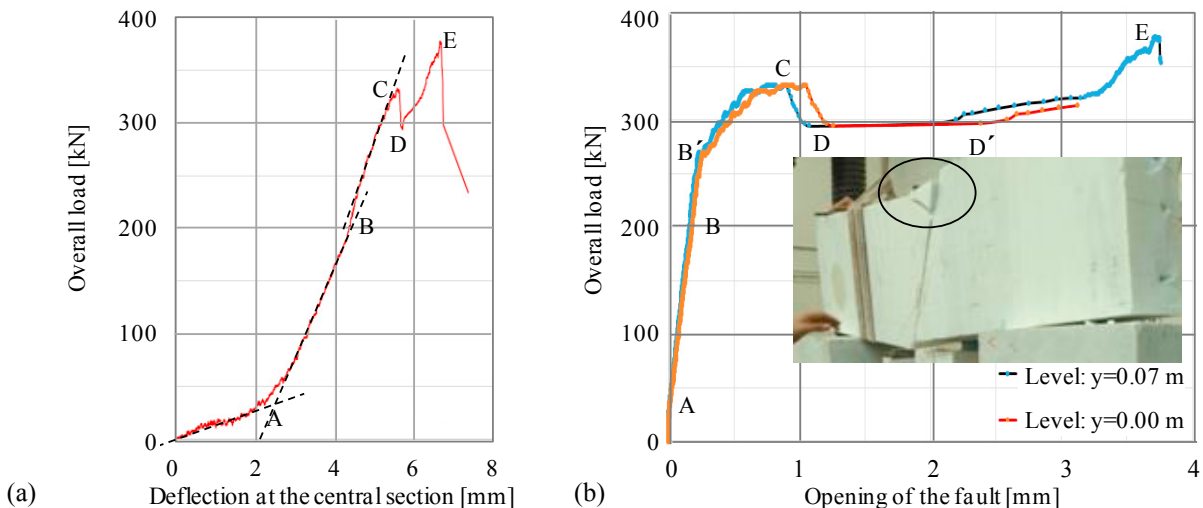 400
300
200
100
0
Overall load [kN]
E
C
D
B
A
0 2 4 6 8
(a) Deflection at the central section [mm]
400
300
200
100
0
Overall load [kN]
E
C
B´
D
D´
B
A
Level: y=0.07 m
Level: y=0.00 m
0 1 2 3 4
(b) Opening of the fault [mm]